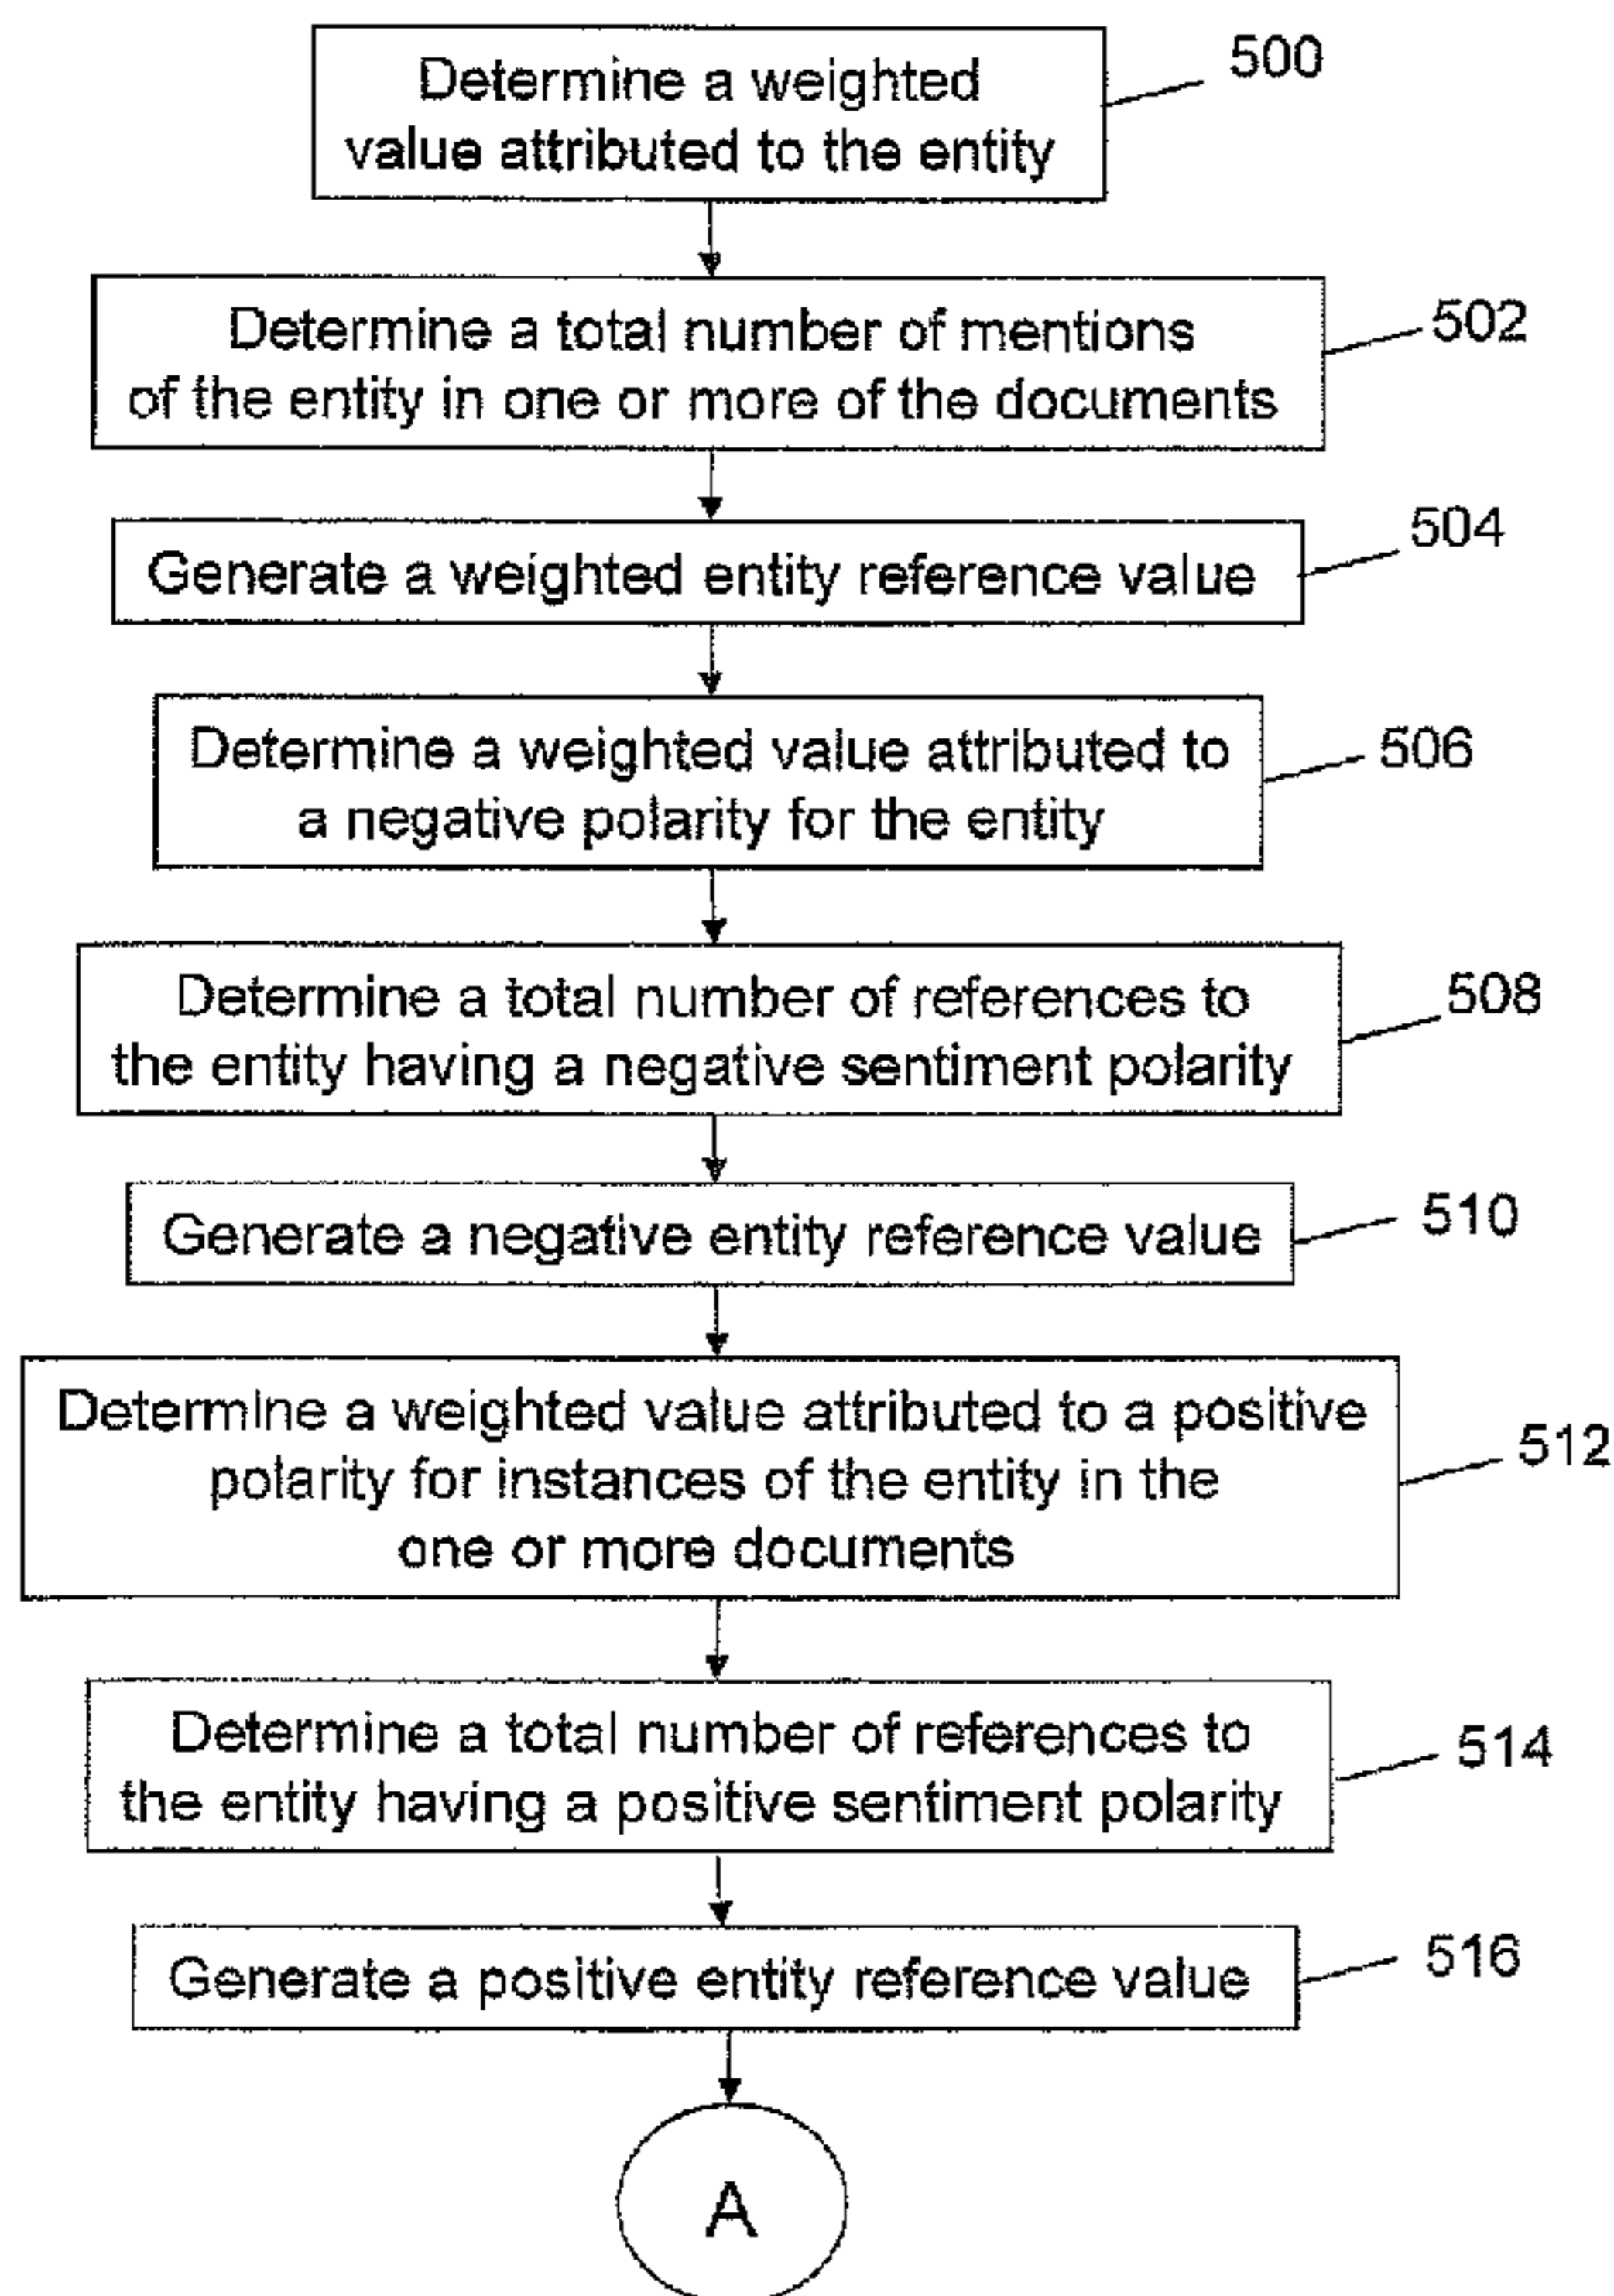 Determine a weighted
value attributed to the entity
500
Determine a total number of mentions
of the entity in one or more of the documents
502
Generate a weighted entity reference value
504
Determine a weighted value attributed to
a negative polarity for the entity
506
Determine a total number of references to
the entity having a negative sentiment polarity
508
Generate a negative entity reference value
510
Determine a weighted value attributed to a positive
polarity for instances of the entity in the
one or more documents
512
Determine a total number of references to
the entity having a positive sentiment polarity
514
Generate a positive entity reference value
516
A